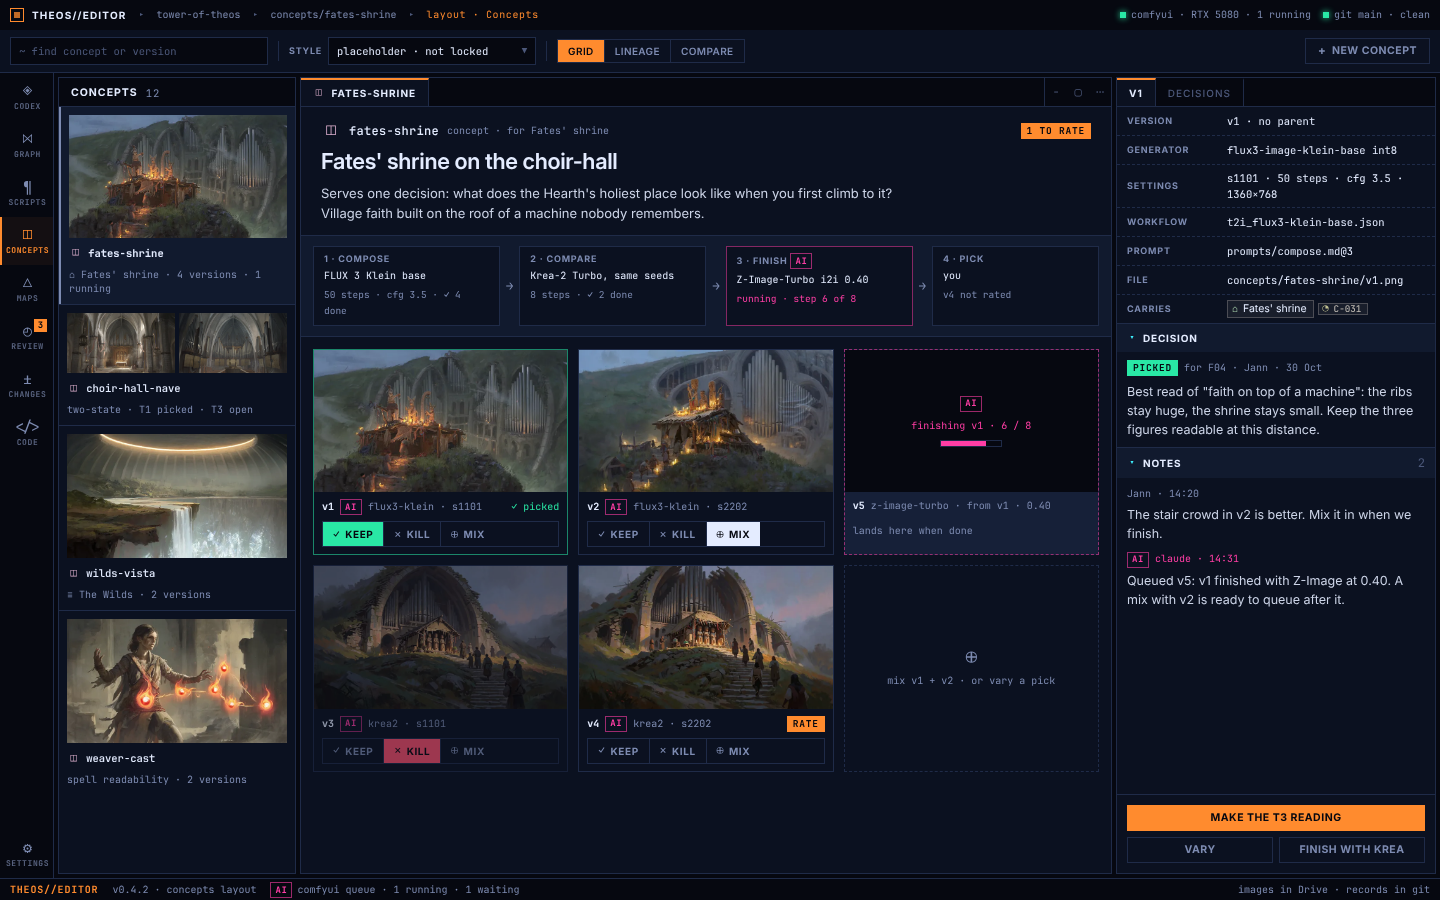 THEOS//EDITOR ▸ tower-of-theos ▸ concepts/fates-shrine ▸ layout · Concepts
comfyui · RTX 5080 · 1 running git main · clean
~ find concept or version
STYLE placeholder · not locked
GRID LINEAGE COMPARE
+ NEW CONCEPT
CODEX
GRAPH
SCRIPTS
CONCEPTS
MAPS
3
REVIEW
CHANGES
CODE
SETTINGS
CONCEPTS 12
fates-shrine
Fates' shrine · 4 versions · 1
running
choir-hall-nave
two-state · T1 picked · T3 open
wilds-vista
The Wilds · 2 versions
weaver-cast
spell readability · 2 versions
FATES-SHRINE
fates-shrine concept · for Fates' shrine
1 TO RATE
Fates' shrine on the choir-hall
Serves one decision: what does the Hearth's holiest place look like when you first climb to it?
Village faith built on the roof of a machine nobody remembers.
1 · COMPOSE
FLUX 3 Klein base
50 steps · cfg 3.5 · ✓ 4
done
→
2 · COMPARE
Krea-2 Turbo, same seeds
8 steps · ✓ 2 done
→
3 · FINISH AI
Z-Image-Turbo i2i 0.40
running · step 6 of 8
→
4 · PICK
you
v4 not rated
v1 AI flux3-klein · s1101 ✓ picked
✓ KEEP × KILL MIX
v2 AI flux3-klein · s2202
✓ KEEP × KILL MIX
AI
finishing v1 · 6 / 8
v5 z-image-turbo · from v1 · 0.40
lands here when done
v3 AI krea2 · s1101
✓ KEEP × KILL MIX
v4 AI krea2 · s2202 RATE
✓ KEEP × KILL MIX
mix v1 + v2 · or vary a pick
V1 DECISIONS
VERSION v1 · no parent
GENERATOR flux3-image-klein-base int8
SETTINGS s1101 · 50 steps · cfg 3.5 ·
1360×768
WORKFLOW t2i_flux3-klein-base.json
PROMPT prompts/compose.md@3
FILE concepts/fates-shrine/v1.png
CARRIES Fates' shrine C-031
DECISION
PICKED for F04 · Jann · 30 Oct
Best read of "faith on top of a machine": the ribs
stay huge, the shrine stays small. Keep the three
figures readable at this distance.
NOTES 2
Jann · 14:20
The stair crowd in v2 is better. Mix it in when we
finish.
AI claude · 14:31
Queued v5: v1 finished with Z-Image at 0.40. A
mix with v2 is ready to queue after it.
MAKE THE T3 READING
VARY FINISH WITH KREA
THEOS//EDITOR v0.4.2 · concepts layout AI comfyui queue · 1 running · 1 waiting
images in Drive · records in git